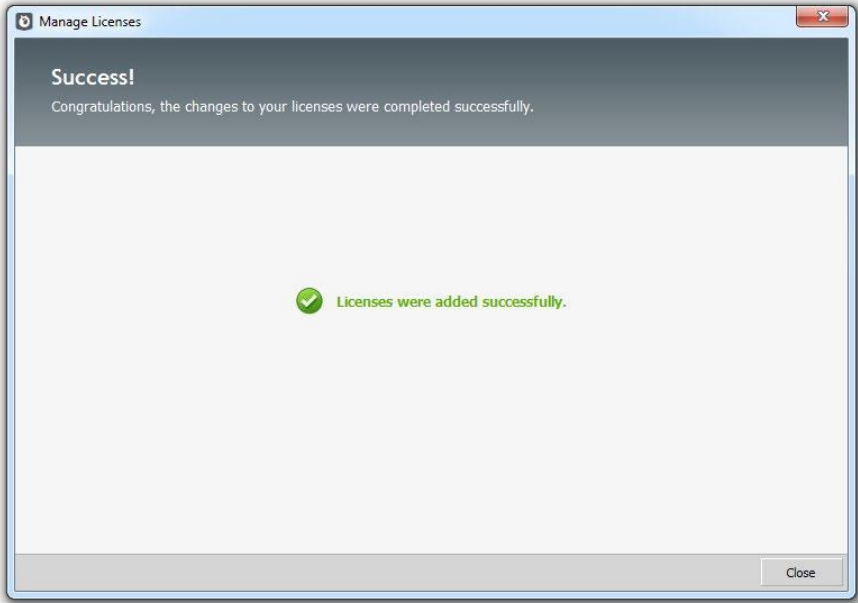 Manage Licenses
Success!
Congratulations, the changes to your licenses were completed successfully.
Licenses were added successfully.
Close